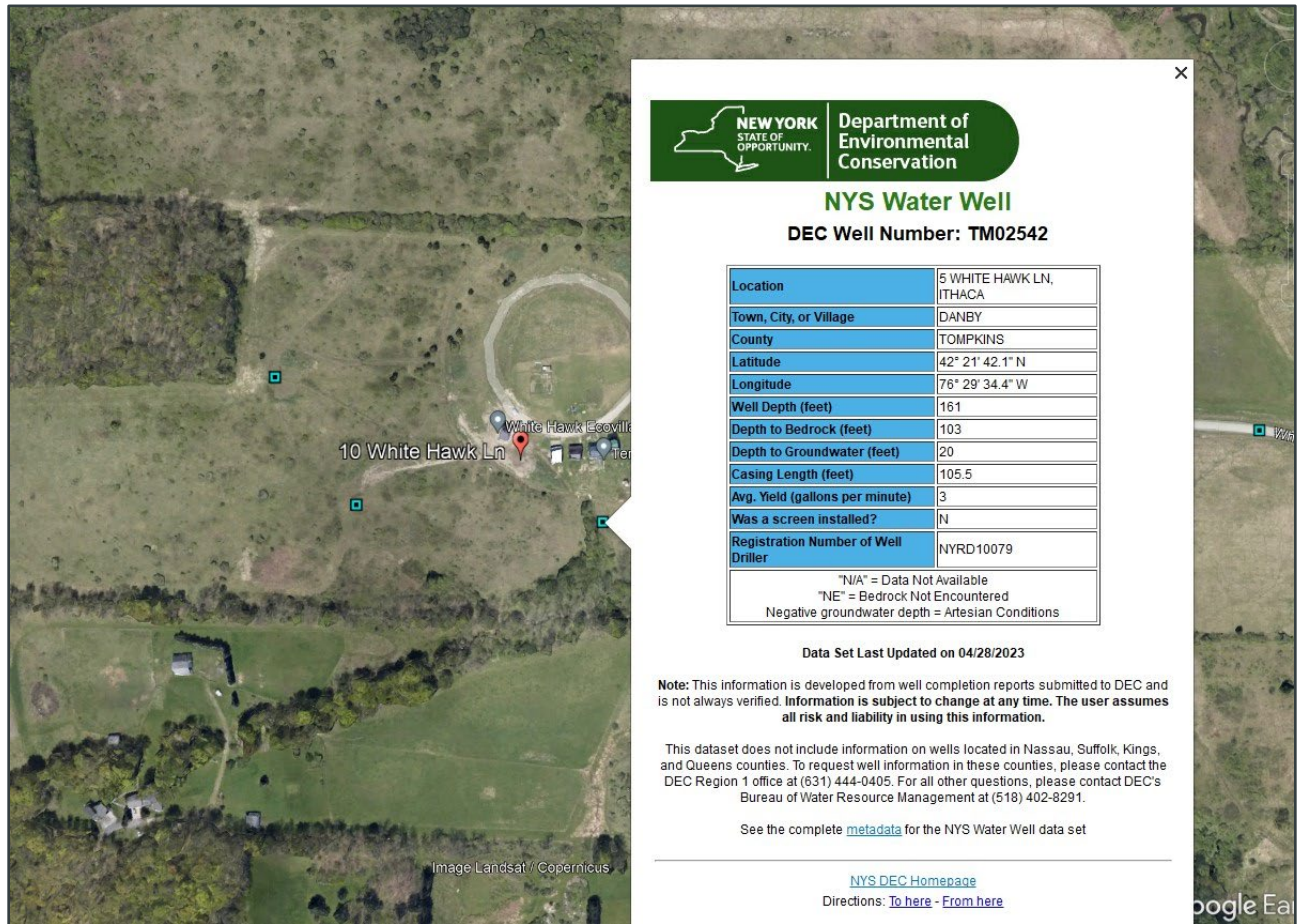 ×
NEW YORK
STATE OF
OPPORTUNITY.
Department of
Environmental
Conservation
NYS Water Well
DEC Well Number: TM02542
Location
5 WHITE HAWK LN,
ITHACA
Town, City, or Village
DANBY
County
TOMPKINS
Latitude
42° 21' 42.1" N
Longitude
76° 29' 34.4" W
Well Depth (feet)
161
Depth to Bedrock (feet)
103
Depth to Groundwater (feet)
20
Casing Length (feet)
105.5
Avg. Yield (gallons per minute)
3
Was a screen installed?
N
Registration Number of Well
Driller
NYRD10079
"N/A" = Data Not Available
"NE" = Bedrock Not Encountered
Negative groundwater depth = Artesian Conditions
Data Set Last Updated on 04/28/2023
Note: This information is developed from well completion reports submitted to DEC and
is not always verified. Information is subject to change at any time. The user assumes
all risk and liability in using this information.
This dataset does not include information on wells located in Nassau, Suffolk, Kings,
and Queens counties. To request well information in these counties, please contact the
DEC Region 1 office at (631) 444-0405. For all other questions, please contact DEC's
Bureau of Water Resource Management at (518) 402-8291.
See the complete metadata for the NYS Water Well data set
NYS DEC Homepage
Directions: To here - From here
White Hawk Ecovilla
10 White Hawk Ln
Ter
Wh
Image Landsat / Copernicus
oogle Ear